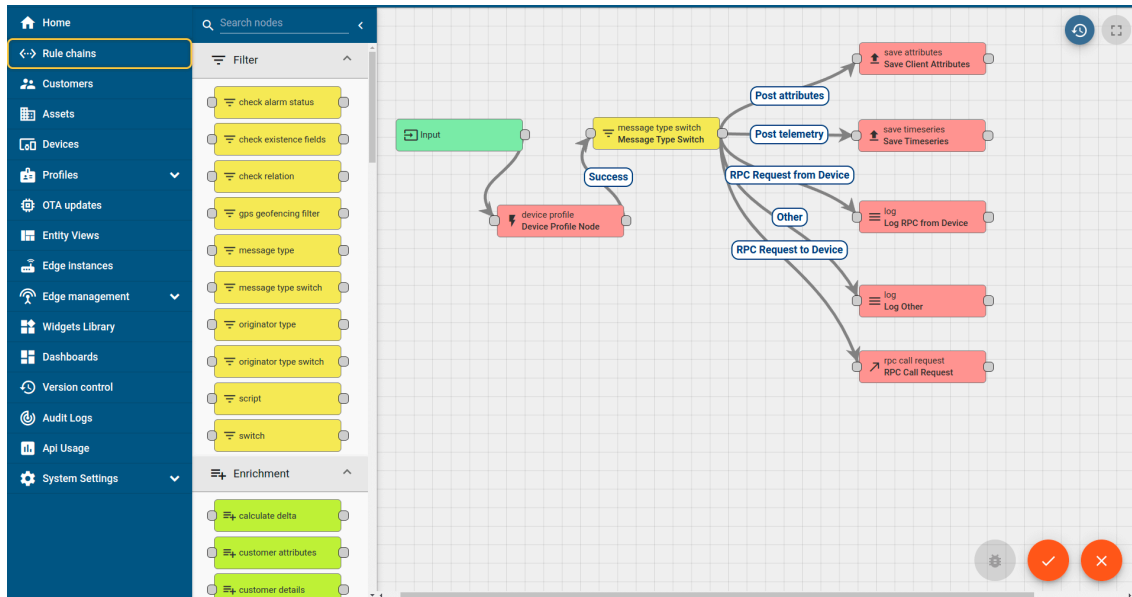 Home
Rule chains
Customers
Assets
Devices
Profiles
OTA updates
Entity Views
Edge instances
Edge management
Widgets Library
Dashboards
Version control
Audit Logs
Api Usage
System Settings
Search nodes
Filter
check alarm status
check existence fields
check relation
gps geofencing filter
message type
message type switch
originator type
originator type switch
script
switch
Enrichment
calculate delta
customer attributes
customer details
Input
device profile
Device Profile Node
Success
message type switch
Message Type Switch
Post attributes
Post telemetry
RPC Request from Device
Other
RPC Request to Device
save attributes
Save Client Attributes
save timeseries
Save Timeseries
log
Log RPC from Device
log
Log Other
rpc call request
RPC Call Request